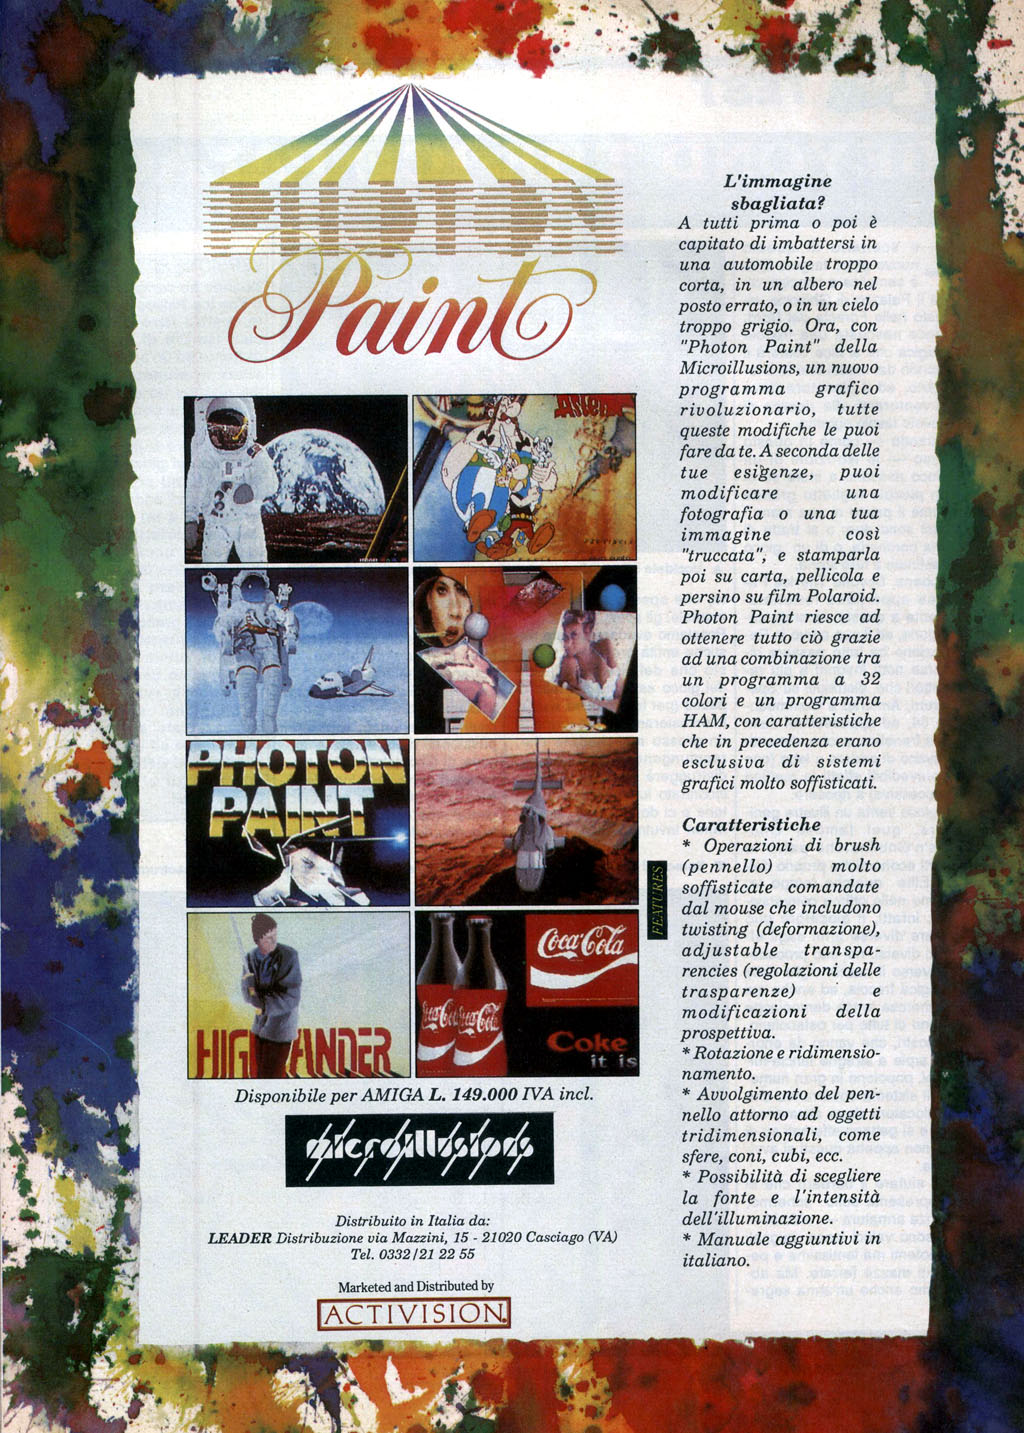 PHOTON
Paint
L'immagine
sbagliata?
A tutti prima o poi è
capitato di imbattersi in
una automobile troppo
corta, in un albero nel
posto errato, o in un cielo
troppo grigio. Ora, con
"Photon Paint" della
Microillusions, un nuovo
programma grafico
rivoluzionario, tutte
queste modifiche le puoi
fare da te. A seconda delle
tue esigenze, puoi
modificare una
fotografia o una tua
immagine così
"truccata", e stamparla
poi su carta, pellicola e
persino su film Polaroid.
Photon Paint riesce ad
ottenere tutto ciò grazie
ad una combinazione tra
un programma a 32
colori e un programma
HAM, con caratteristiche
che in precedenza erano
esclusiva di sistemi
grafici molto soffisticati.
FEATURES
Caratteristiche
* Operazioni di brush
(pennello) molto
soffisticate comandate
dal mouse che includono
twisting (deformazione),
adjustable transpa-
rencies (regolazioni delle
trasparenze) e
modificazioni della
prospettiva.
* Rotazione e ridimensio-
namento.
* Avvolgimento del pen-
nello attorno ad oggetti
tridimensionali, come
sfere, coni, cubi, ecc.
* Possibilità di scegliere
la fonte e l'intensità
dell'illuminazione.
* Manuale aggiuntivi in
italiano.
PHOTON
PAINT
Coca-Cola
Coke
it is
Disponibile per AMIGA L. 149.000 IVA incl.
microillusions
Distribuito in Italia da:
LEADER Distribuzione via Mazzini, 15 - 21020 Casciago (VA)
Tel. 0332/21 22 55
Marketed and Distributed by
ACTIVISION